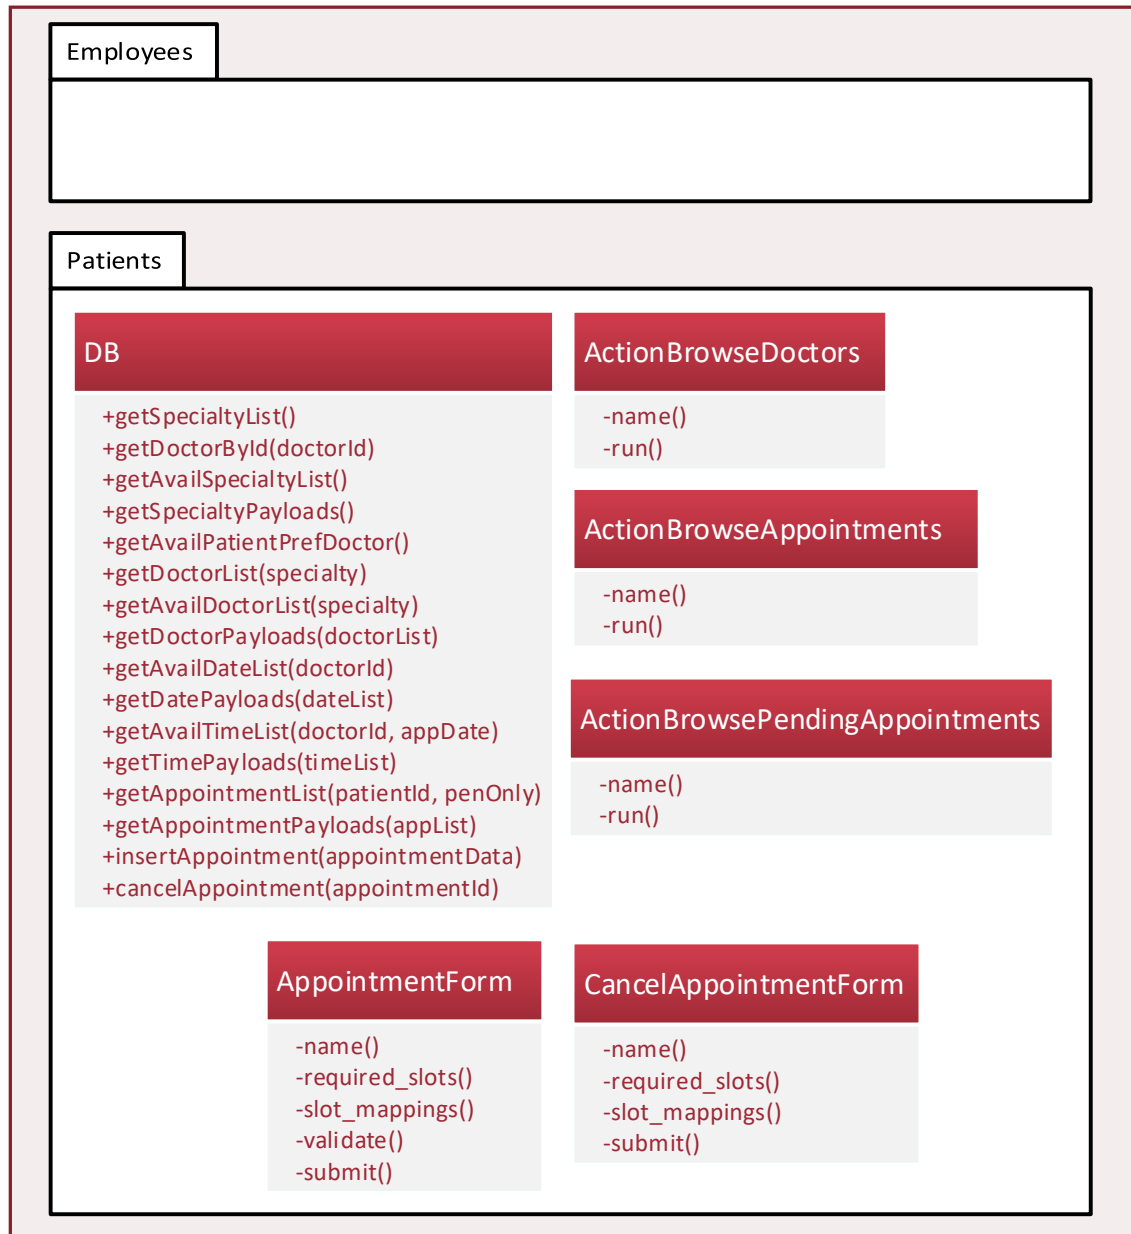 Employees
Patients
DB
+getSpecialtyList()
+getDoctorById(doctorId)
+getAvailSpecialtyList()
+getSpecialtyPayloads()
+getAvailPatientPrefDoctor()
+getDoctorList(specialty)
+getAvailDoctorList(specialty)
+getDoctorPayloads(doctorList)
+getAvailDateList(doctorId)
+getDatePayloads(dateList)
+getAvailTimeList(doctorId, appDate)
+getTimePayloads(timeList)
+getAppointmentList(patientId, penOnly)
+getAppointmentPayloads(appList)
+insertAppointment(appointmentData)
+cancelAppointment(appointmentId)
ActionBrowseDoctors
-name()
-run()
ActionBrowseAppointments
-name()
-run()
ActionBrowsePendingAppointments
-name()
-run()
AppointmentForm
-name()
-required_slots()
-slot_mappings()
-validate()
-submit()
CancelAppointmentForm
-name()
-required_slots()
-slot_mappings()
-submit()